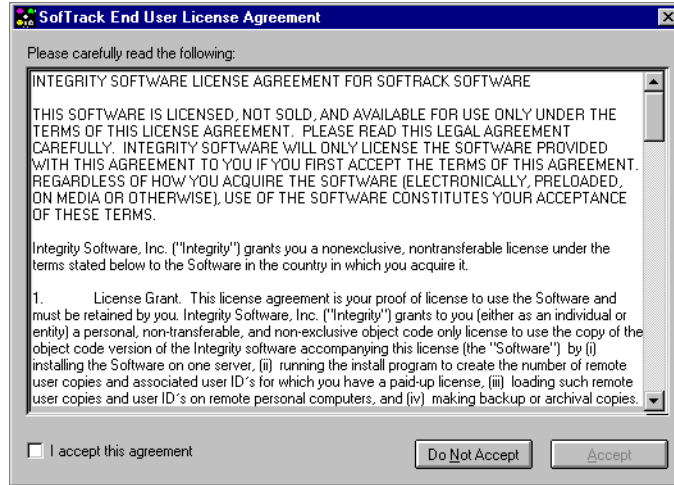 SofTrack End User License Agreement
Please carefully read the following:
INTEGRITY SOFTWARE LICENSE AGREEMENT FOR SOFTRACK SOFTWARE
THIS SOFTWARE IS LICENSED, NOT SOLD, AND AVAILABLE FOR USE ONLY UNDER THE
TERMS OF THIS LICENSE AGREEMENT.  PLEASE READ THIS LEGAL AGREEMENT
CAREFULLY.  INTEGRITY SOFTWARE WILL ONLY LICENSE THE SOFTWARE PROVIDED
WITH THIS AGREEMENT TO YOU IF YOU FIRST ACCEPT THE TERMS OF THIS AGREEMENT.
REGARDLESS OF HOW YOU ACQUIRE THE SOFTWARE (ELECTRONICALLY, PRELOADED,
ON MEDIA OR OTHERWISE), USE OF THE SOFTWARE CONSTITUTES YOUR ACCEPTANCE
OF THESE TERMS.
Integrity Software, Inc. ("Integrity") grants you a nonexclusive, nontransferable license under the
terms stated below to the Software in the country in which you acquire it.
1. License Grant.  This license agreement is your proof of license to use the Software and
must be retained by you. Integrity Software, Inc. ("Integrity") grants to you (either as an individual or
entity) a personal, non-transferable, and non-exclusive object code only license to use the copy of the
object code version of the Integrity software accompanying this license (the "Software")  by (i)
installing the Software on one server, (ii)  running the install program to create the number of remote
user copies and associated user ID´s for which you have a paid-up license, (iii)  loading such remote
user copies and user ID´s on remote personal computers, and (iv)  making backup or archival copies.
I accept this agreement
Do Not Accept
Accept